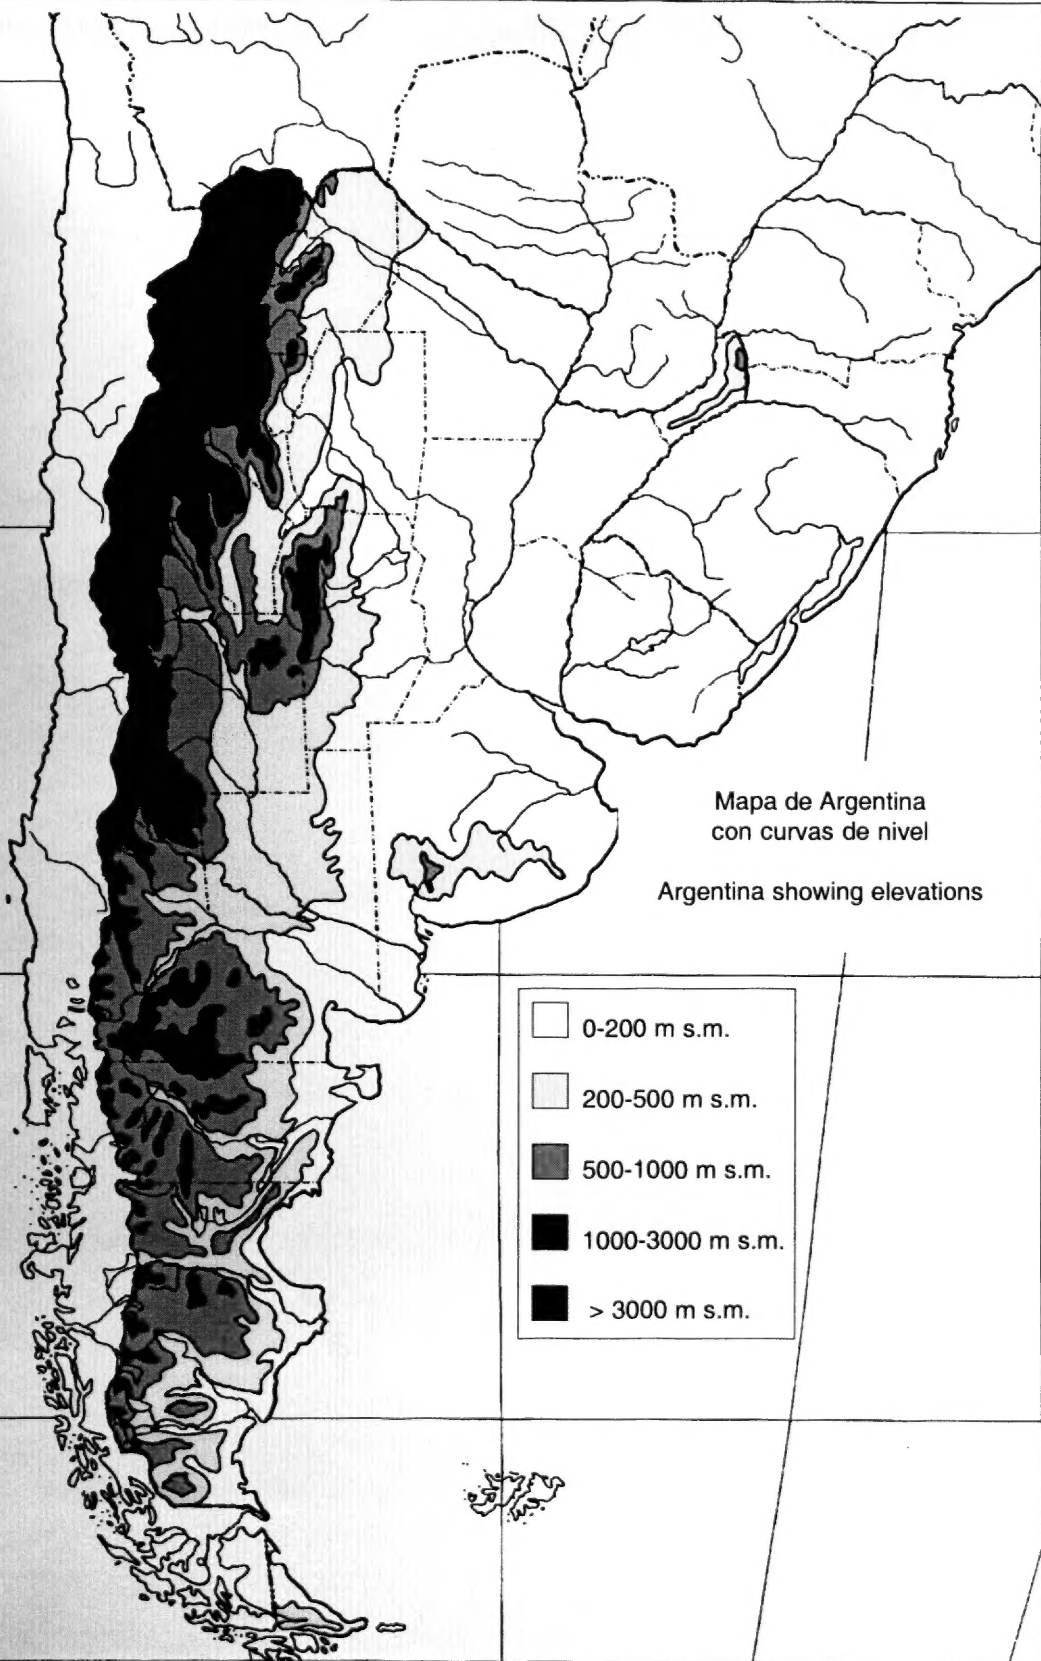 Mapa de Argentina
con curvas de nivel
Argentina showing elevations
0-200 m s.m.
200-500 m s.m.
500-1000 m s.m.
1000-3000 m s.m.
> 3000 m s.m.